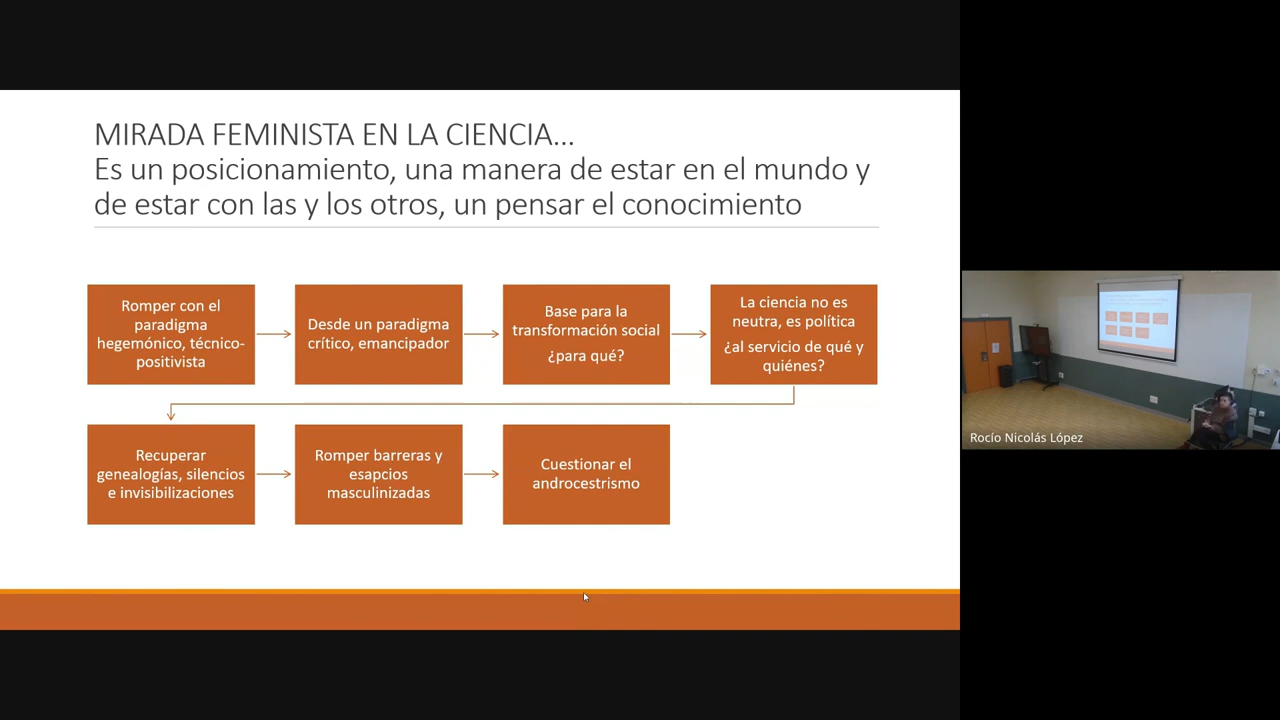 MIRADA FEMINISTA EN LA CIENCIA...
Es un posicionamiento, una manera de estar en el mundo y
de estar con las y los otros, un pensar el conocimiento
Romper con el
paradigma
hegemónico, técnico-
positivista
Desde un paradigma
crítico, emancipador
Base para la
transformación social
¿para qué?
La ciencia no es
neutra, es política
¿al servicio de qué y
quiénes?
Recuperar
genealogías, silencios
e invisibilizaciones
Romper barreras y
esapcios
masculinizadas
Cuestionar el
androcestrismo
Rocío Nicolás López